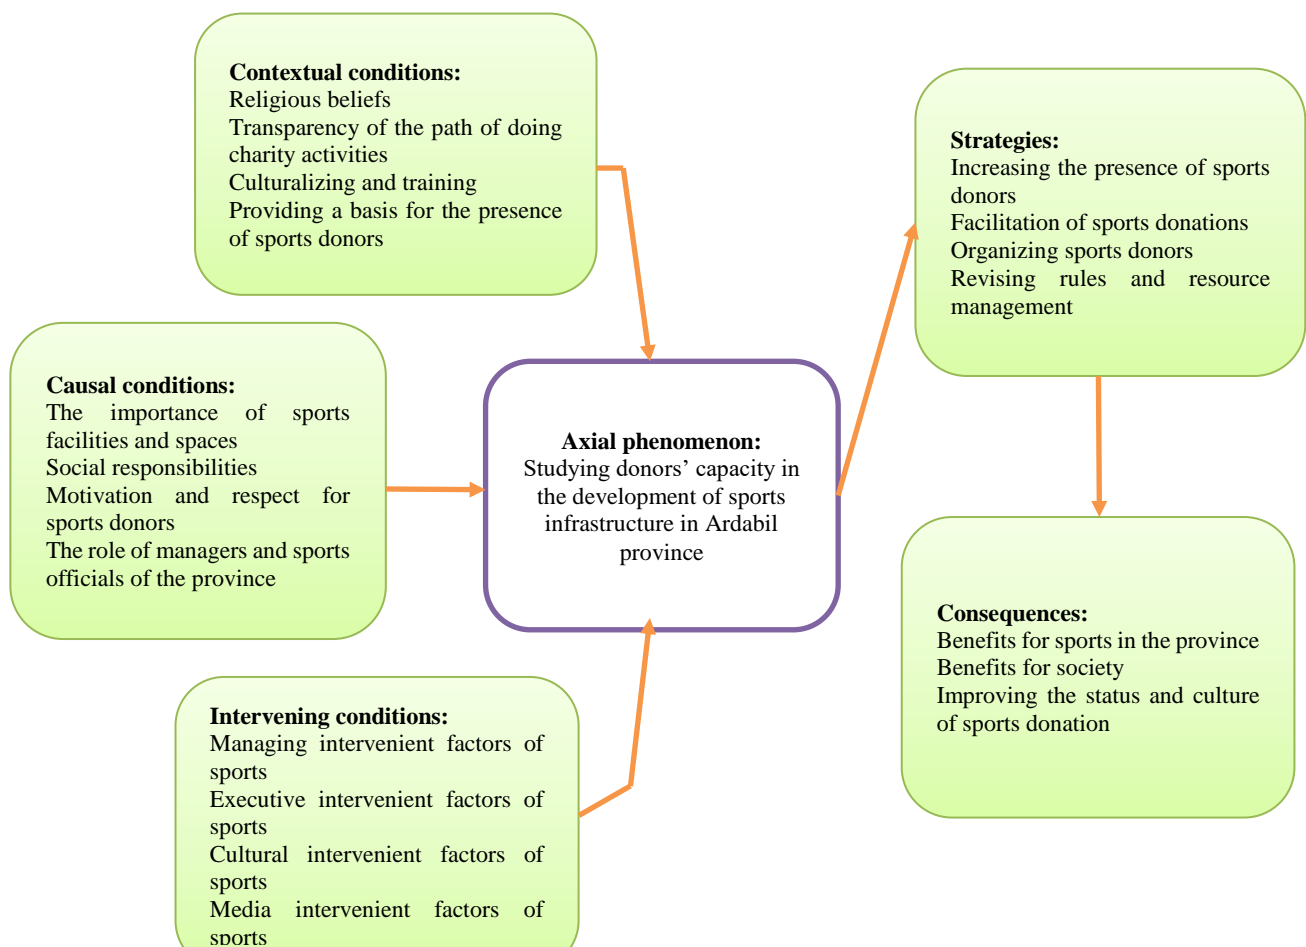 Contextual conditions:
Religious beliefs
Transparency of the path of doing
charity activities
Culturalizing and training
Providing a basis for the presence
of sports donors
Strategies:
Increasing the presence of sports
donors
Facilitation of sports donations
Organizing sports donors
Revising rules and resource
management
Causal conditions:
The importance of sports
facilities and spaces
Social responsibilities
Motivation and respect for
sports donors
The role of managers and sports
officials of the province
Axial phenomenon:
Studying donors’ capacity in
the development of sports
infrastructure in Ardabil
province
Consequences:
Benefits for sports in the province
Benefits for society
Improving the status and culture
of sports donation
Intervening conditions:
Managing intervenient factors of
sports
Executive intervenient factors of
sports
Cultural intervenient factors of
sports
Media intervenient factors of
sports